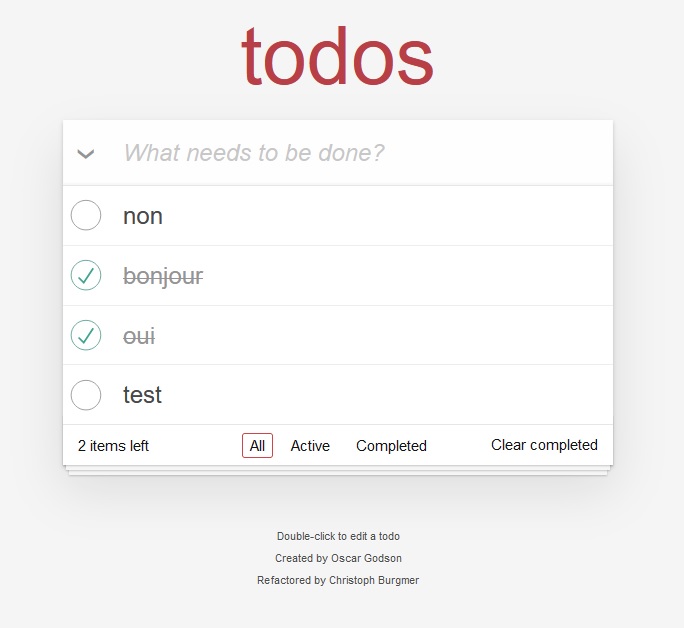 todos
What needs to be done?
non
bonjour
oui
test
2 items left All Active Completed Clear completed
Double-click to edit a todo
Created by Oscar Godson
Refactored by Christoph Burgmer